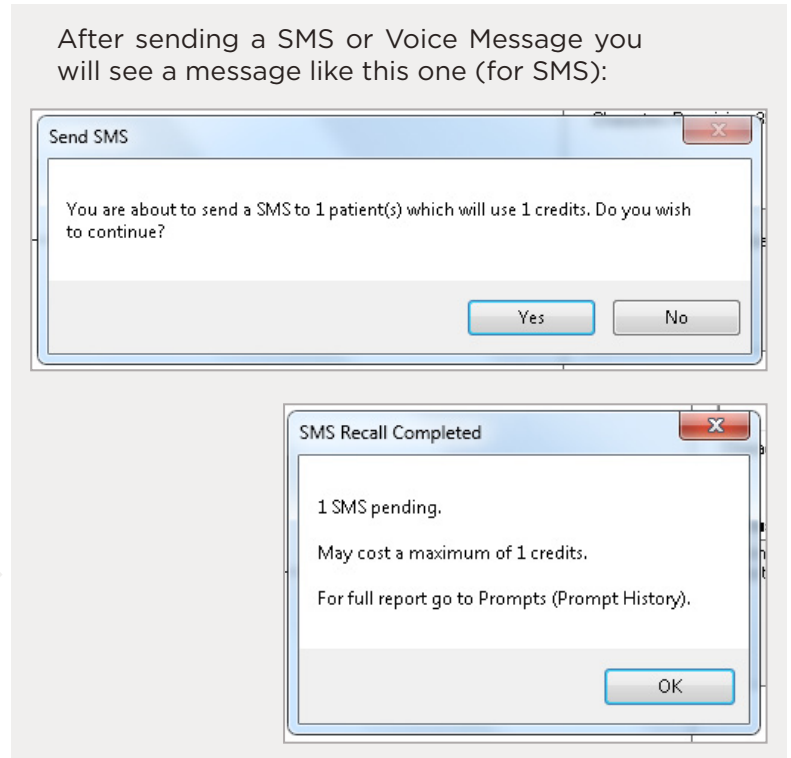 After sending a SMS or Voice Message you
will see a message like this one (for SMS):
Send SMS
You are about to send a SMS to 1 patient(s) which will use 1 credits. Do you wish
to continue?
Yes
No
SMS Recall Completed
1 SMS pending.
May cost a maximum of 1 credits.
For full report go to Prompts (Prompt History).
OK